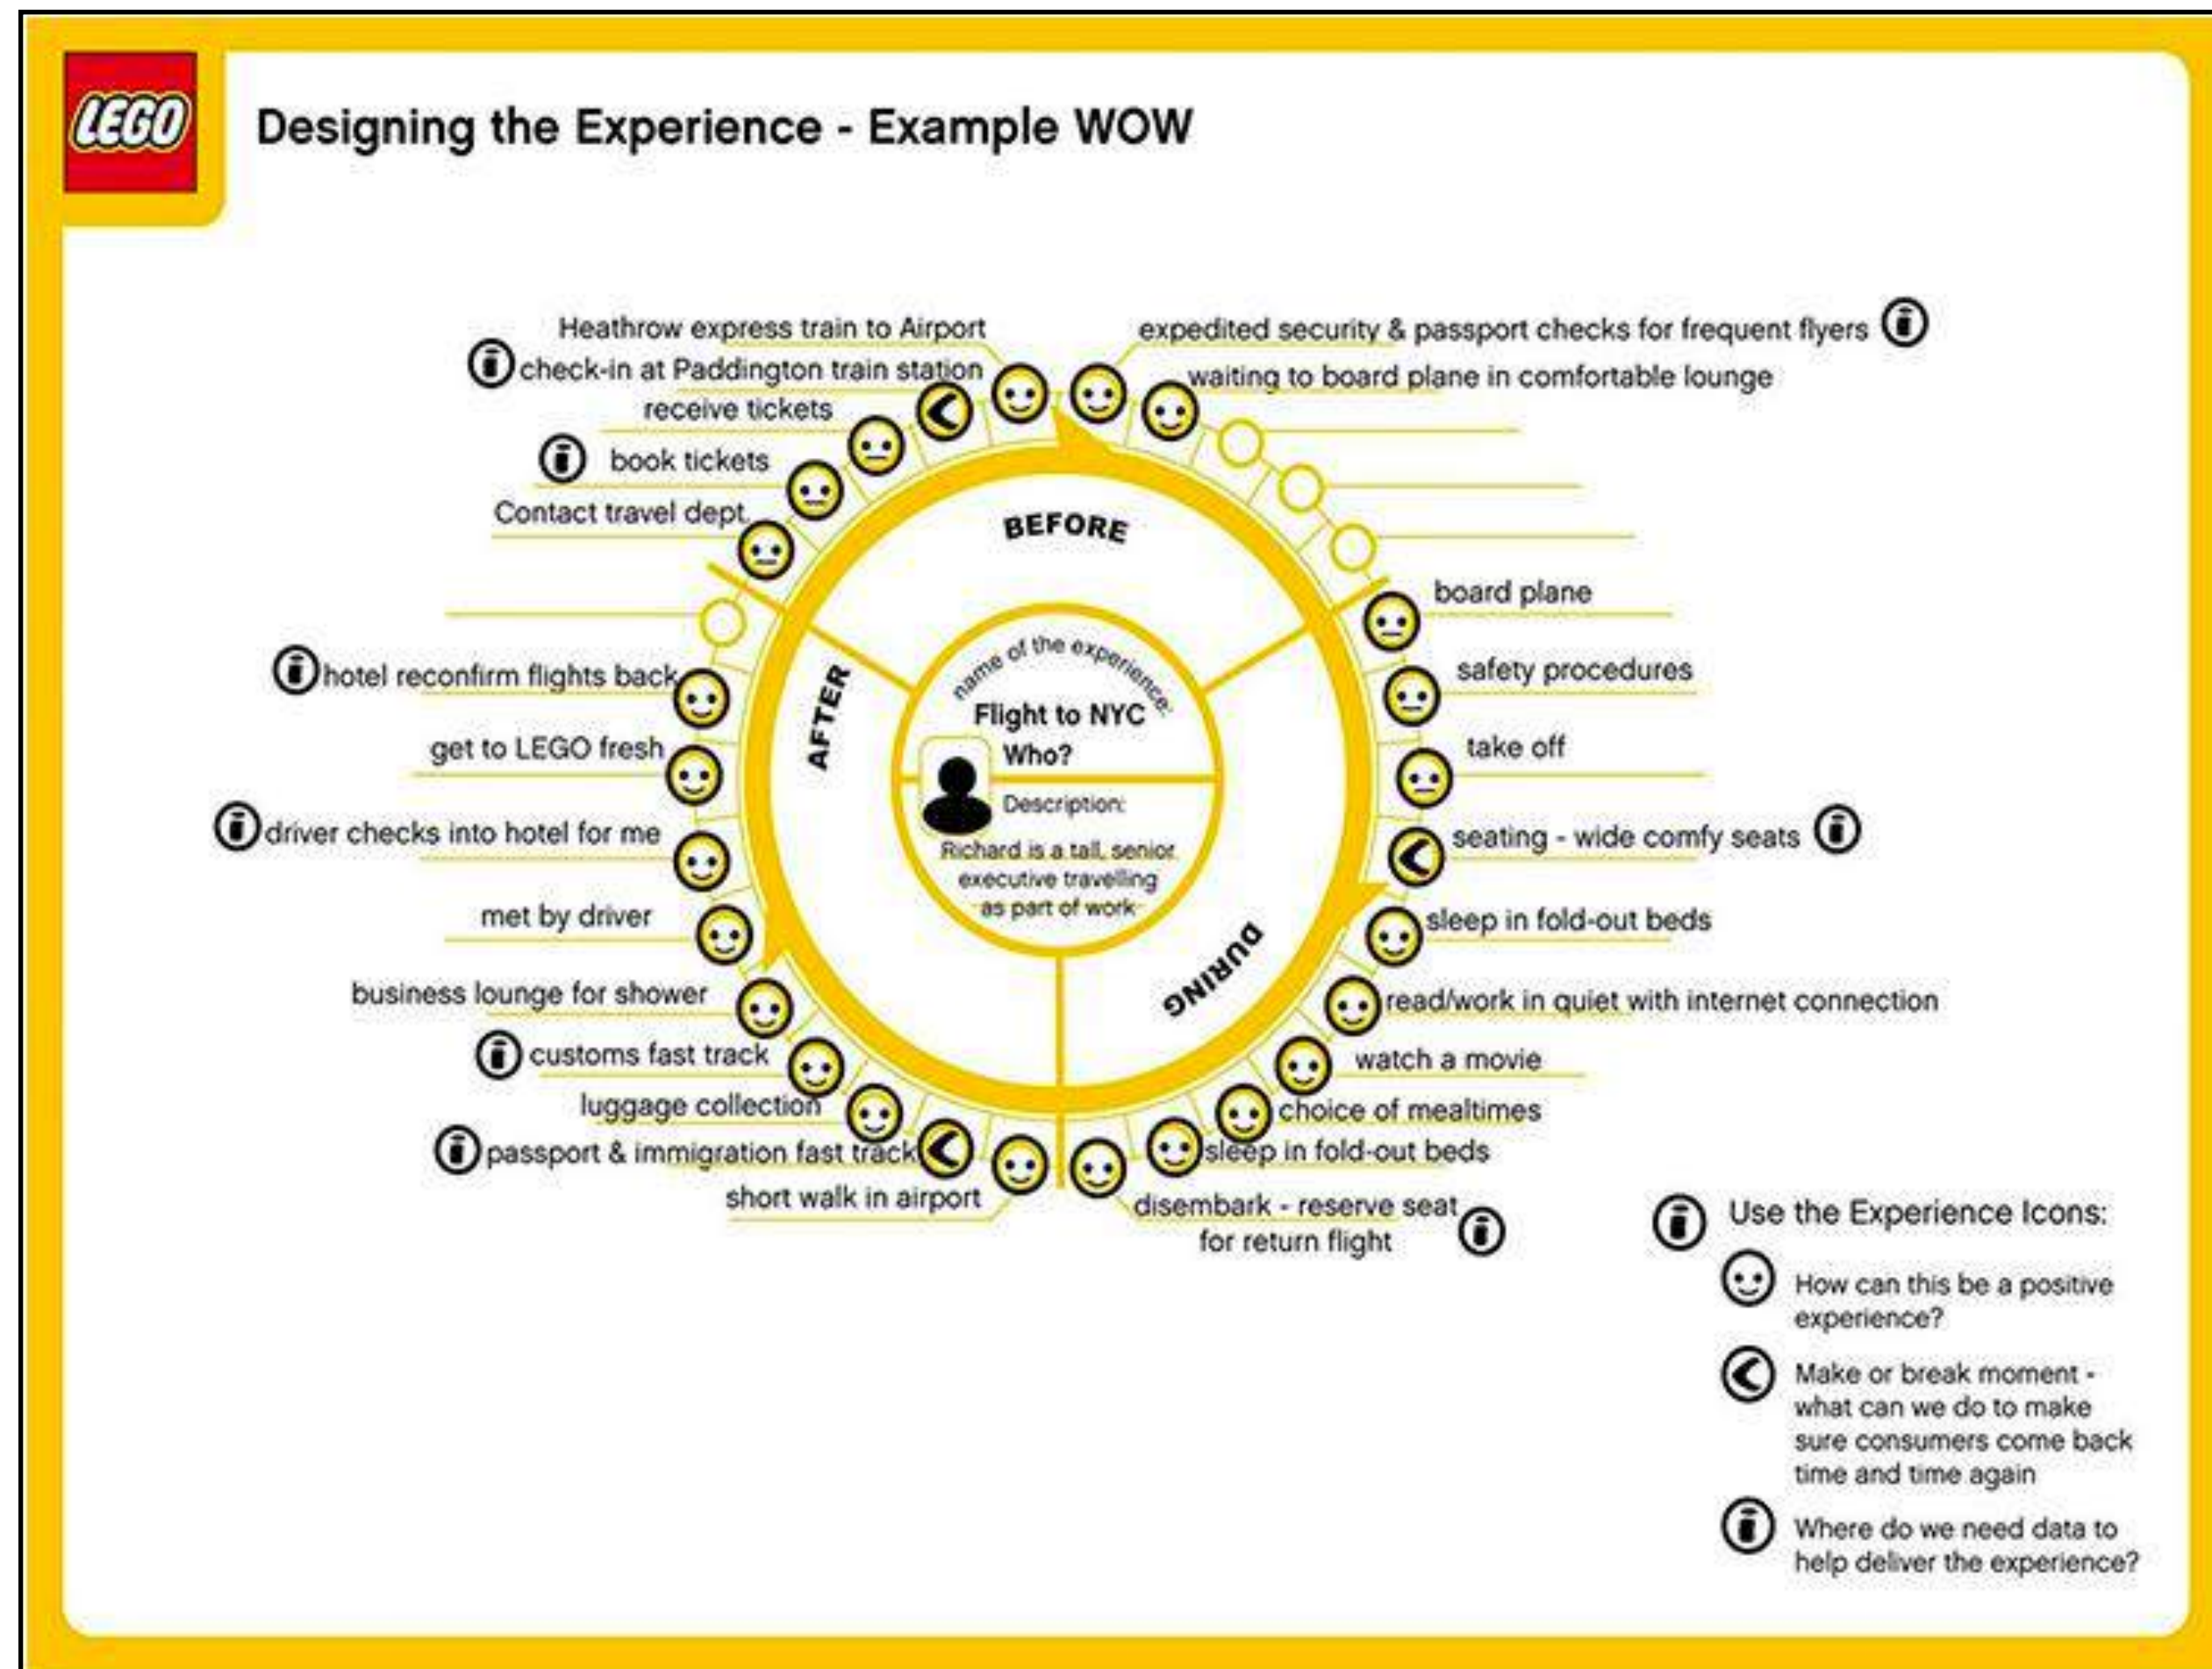 LEGO
Designing the Experience - Example WOW
Heathrow express train to Airport
check-in at Paddington train station
receive tickets
book tickets
Contact travel dept.
expedited security & passport checks for frequent flyers
waiting to board plane in comfortable lounge
board plane
safety procedures
take off
seating - wide comfy seats
sleep in fold-out beds
read/work in quiet with internet connection
watch a movie
choice of mealtimes
sleep in fold-out beds
disembark - reserve seat
for return flight
short walk in airport
passport & immigration fast track
luggage collection
customs fast track
business lounge for shower
met by driver
driver checks into hotel for me
get to LEGO fresh
hotel reconfirm flights back
BEFORE
DURING
AFTER
name of the experience:
Flight to NYC
Who?
Description:
Richard is a tall, senior
executive travelling
as part of work
Use the Experience Icons:
How can this be a positive
experience?
Make or break moment -
what can we do to make
sure consumers come back
time and time again
Where do we need data to
help deliver the experience?